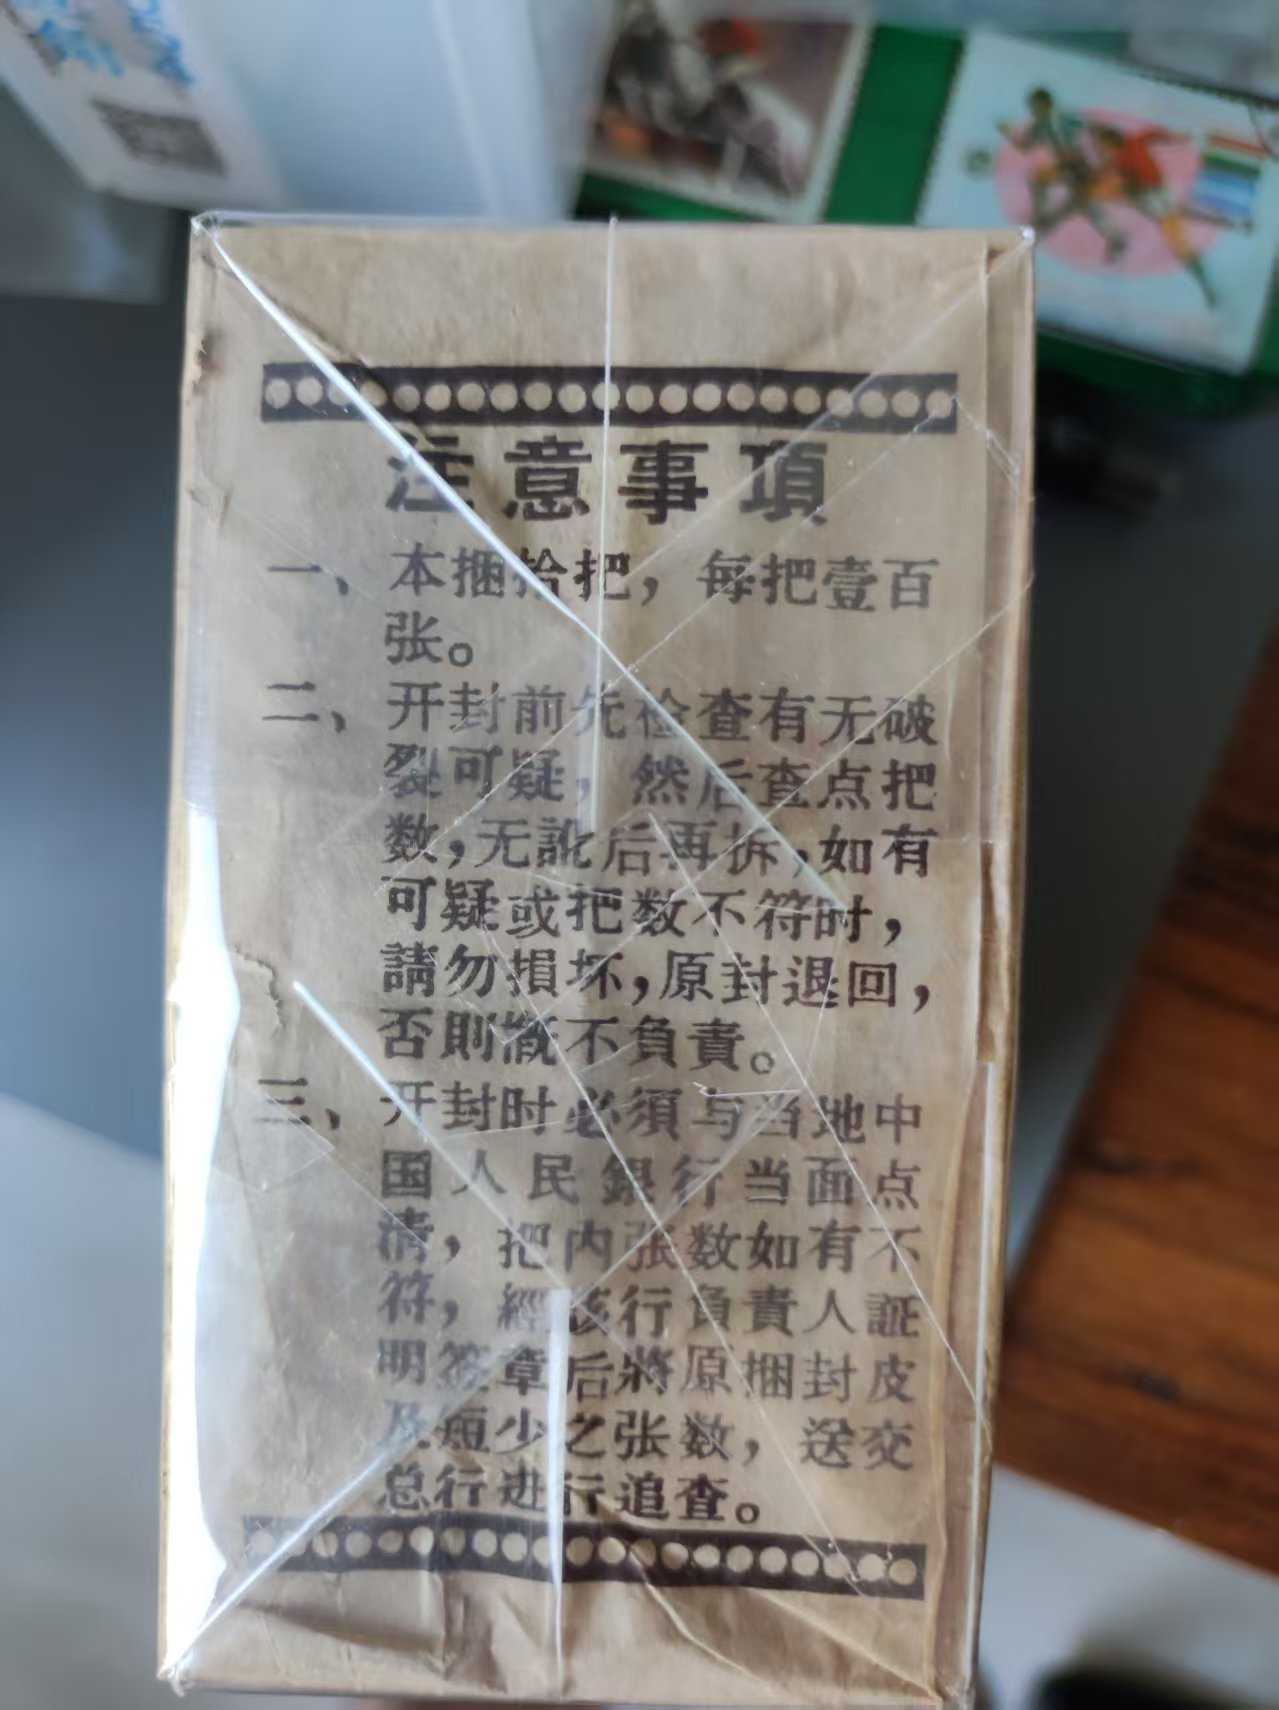 注意事項
一、本捆拾把，每把壹百
张。
二、开封前先检查有无破
裂可疑，然后查点把
数，无訛后再拆，如有
可疑或把数不符时，
請勿損坏，原封退回，
否則慨不負責。
三、开封时必須与当地中
国人民銀行当面点
清，把内张数如有不
符，經该行負責人証
明签章后將原捆封皮
及短少之张数，送交
总行进行追查。